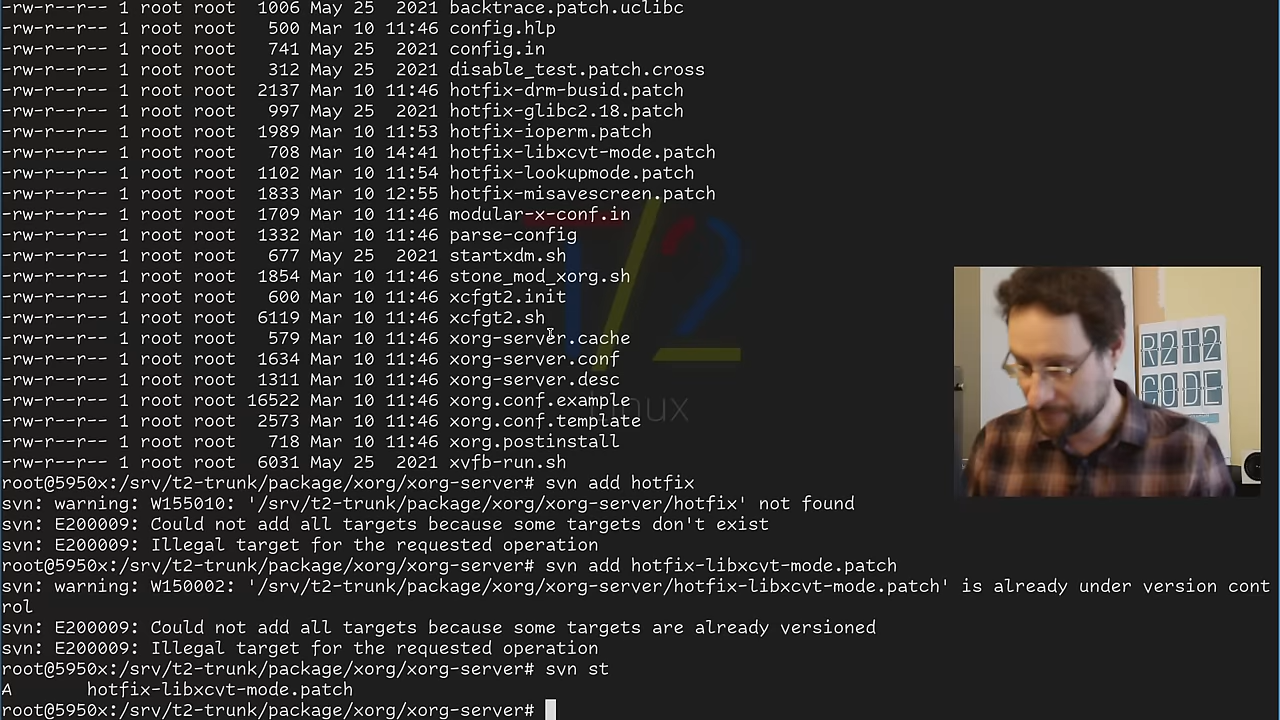 -rw-r--r-- 1 root root  1006 May 25  2021 backtrace.patch.uclibc
-rw-r--r-- 1 root root   500 Mar 10 11:46 config.hlp
-rw-r--r-- 1 root root   741 May 25  2021 config.in
-rw-r--r-- 1 root root   312 May 25  2021 disable_test.patch.cross
-rw-r--r-- 1 root root  2137 Mar 10 11:46 hotfix-drm-busid.patch
-rw-r--r-- 1 root root   997 May 25  2021 hotfix-glibc2.18.patch
-rw-r--r-- 1 root root  1989 Mar 10 11:53 hotfix-ioperm.patch
-rw-r--r-- 1 root root   708 Mar 10 14:41 hotfix-libxcvt-mode.patch
-rw-r--r-- 1 root root  1102 Mar 10 11:54 hotfix-lookupmode.patch
-rw-r--r-- 1 root root  1833 Mar 10 12:55 hotfix-misavescreen.patch
-rw-r--r-- 1 root root  1709 Mar 10 11:46 modular-x-conf.in
-rw-r--r-- 1 root root  1332 Mar 10 11:46 parse-config
-rw-r--r-- 1 root root   677 May 25  2021 startxdm.sh
-rw-r--r-- 1 root root  1854 Mar 10 11:46 stone_mod_xorg.sh
-rw-r--r-- 1 root root   600 Mar 10 11:46 xcfgt2.init
-rw-r--r-- 1 root root  6119 Mar 10 11:46 xcfgt2.sh
-rw-r--r-- 1 root root   579 Mar 10 11:46 xorg-server.cache
-rw-r--r-- 1 root root  1634 Mar 10 11:46 xorg-server.conf
-rw-r--r-- 1 root root  1311 Mar 10 11:46 xorg-server.desc
-rw-r--r-- 1 root root 16522 Mar 10 11:46 xorg.conf.example
-rw-r--r-- 1 root root  2573 Mar 10 11:46 xorg.conf.template
-rw-r--r-- 1 root root   718 Mar 10 11:46 xorg.postinstall
-rw-r--r-- 1 root root  6031 May 25  2021 xvfb-run.sh
root@5950x:/srv/t2-trunk/package/xorg/xorg-server# svn add hotfix
svn: warning: W155010: '/srv/t2-trunk/package/xorg/xorg-server/hotfix' not found
svn: E200009: Could not add all targets because some targets don't exist
svn: E200009: Illegal target for the requested operation
root@5950x:/srv/t2-trunk/package/xorg/xorg-server# svn add hotfix-libxcvt-mode.patch
svn: warning: W150002: '/srv/t2-trunk/package/xorg/xorg-server/hotfix-libxcvt-mode.patch' is already under version cont
rol
svn: E200009: Could not add all targets because some targets are already versioned
svn: E200009: Illegal target for the requested operation
root@5950x:/srv/t2-trunk/package/xorg/xorg-server# svn st
A       hotfix-libxcvt-mode.patch
root@5950x:/srv/t2-trunk/package/xorg/xorg-server#
T/2
linux
R2T2
CODE